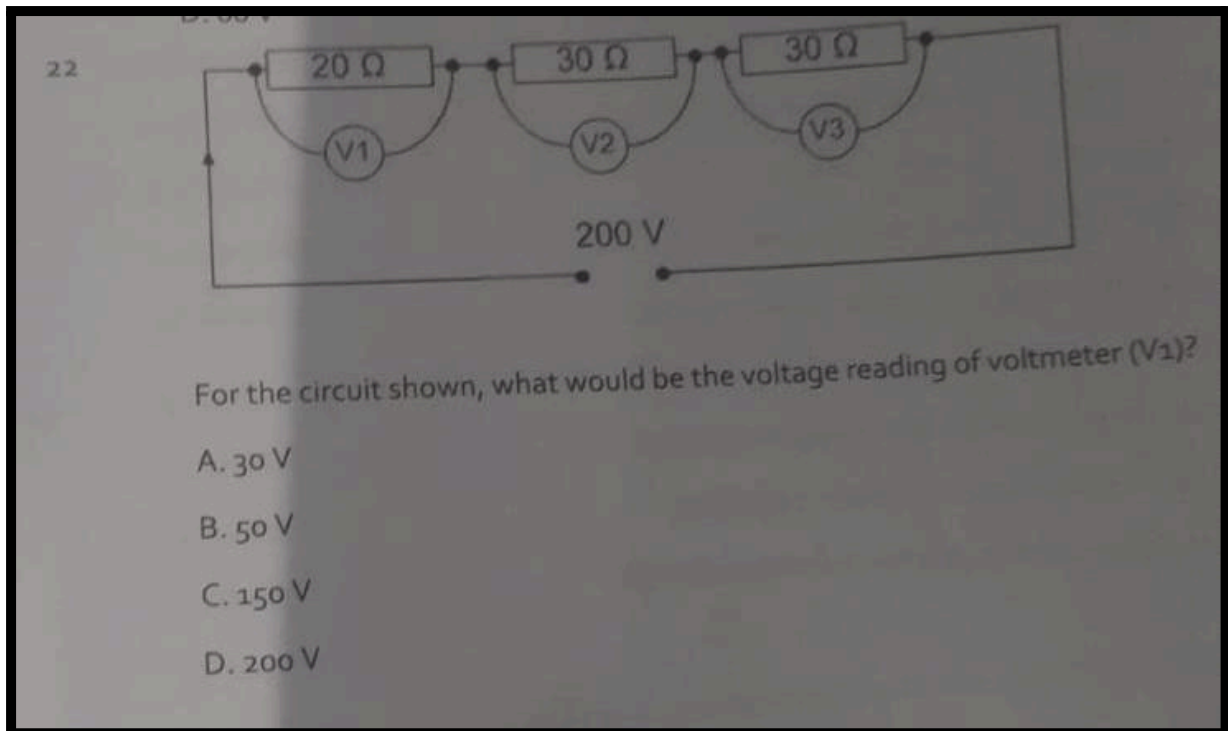 22
20 Ω 30 Ω 30 Ω
V1 V2 V3
200 V
For the circuit shown, what would be the voltage reading of voltmeter (V1)?
A. 30 V
B. 50 V
C. 150 V
D. 200 V